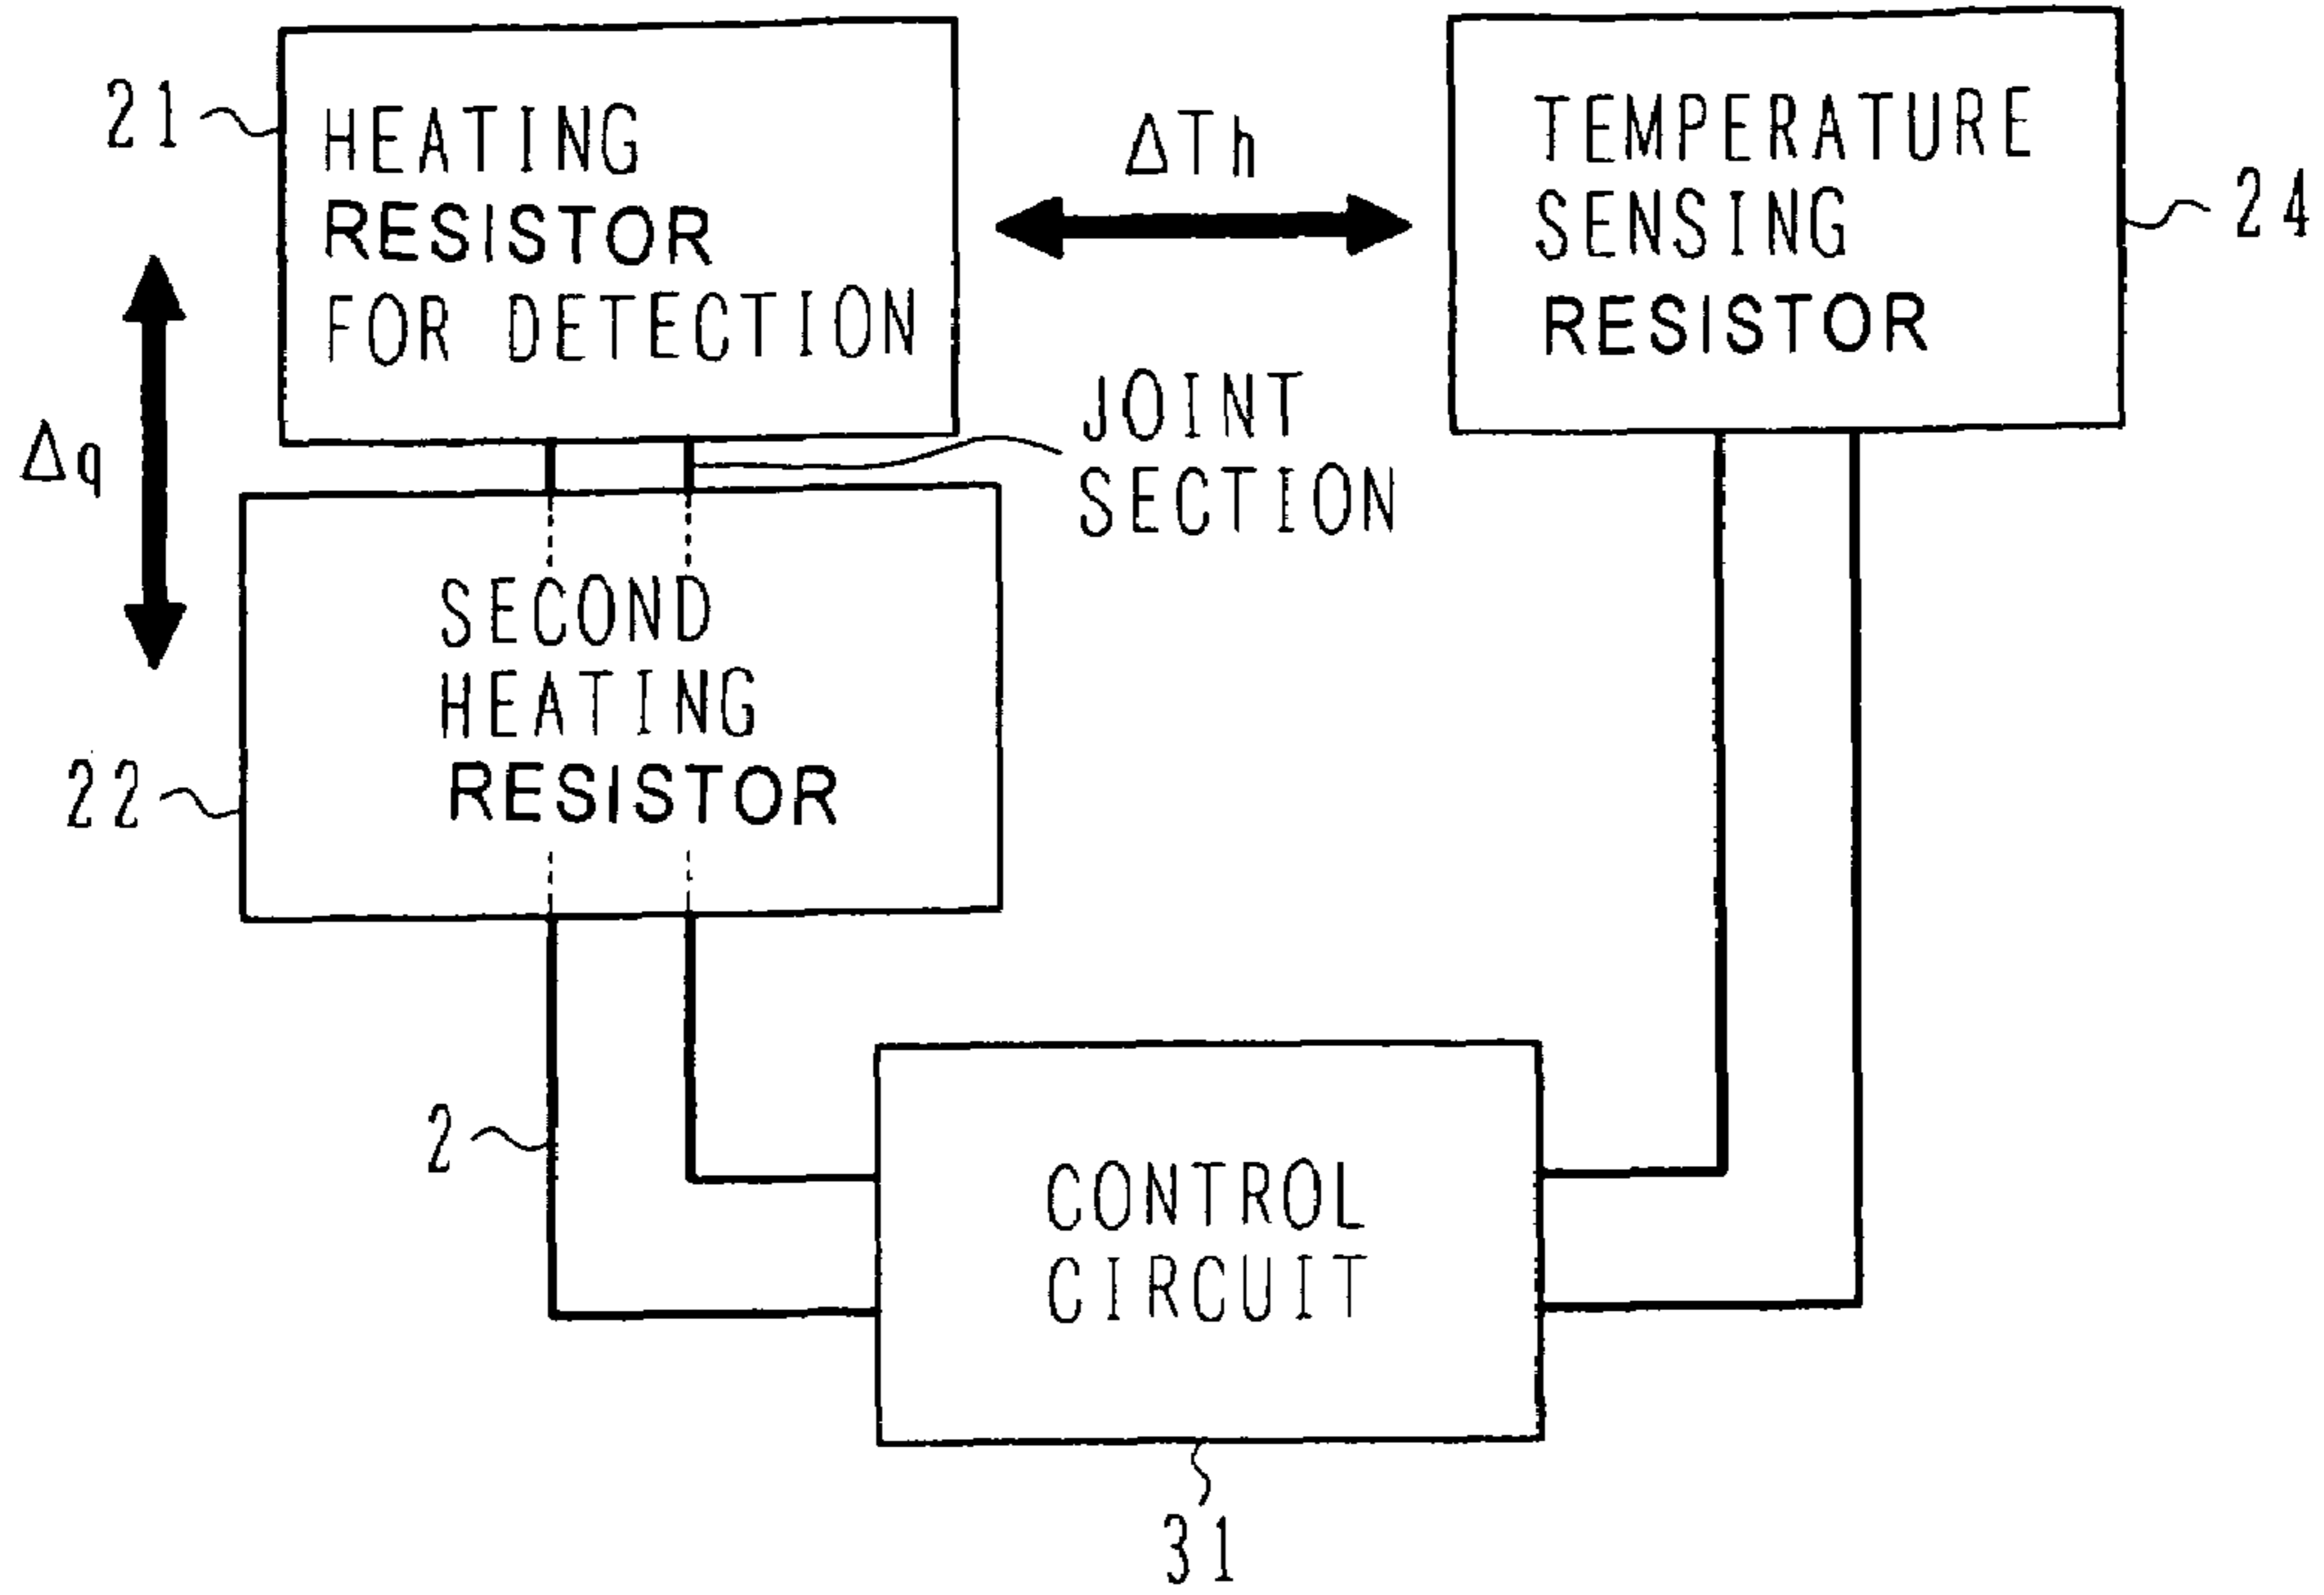 21
HEATING
RESISTOR
FOR DETECTION
ΔTh
TEMPERATURE
SENSING
RESISTOR
24
Δq
JOINT
SECTION
SECOND
HEATING
RESISTOR
22
2
CONTROL
CIRCUIT
31